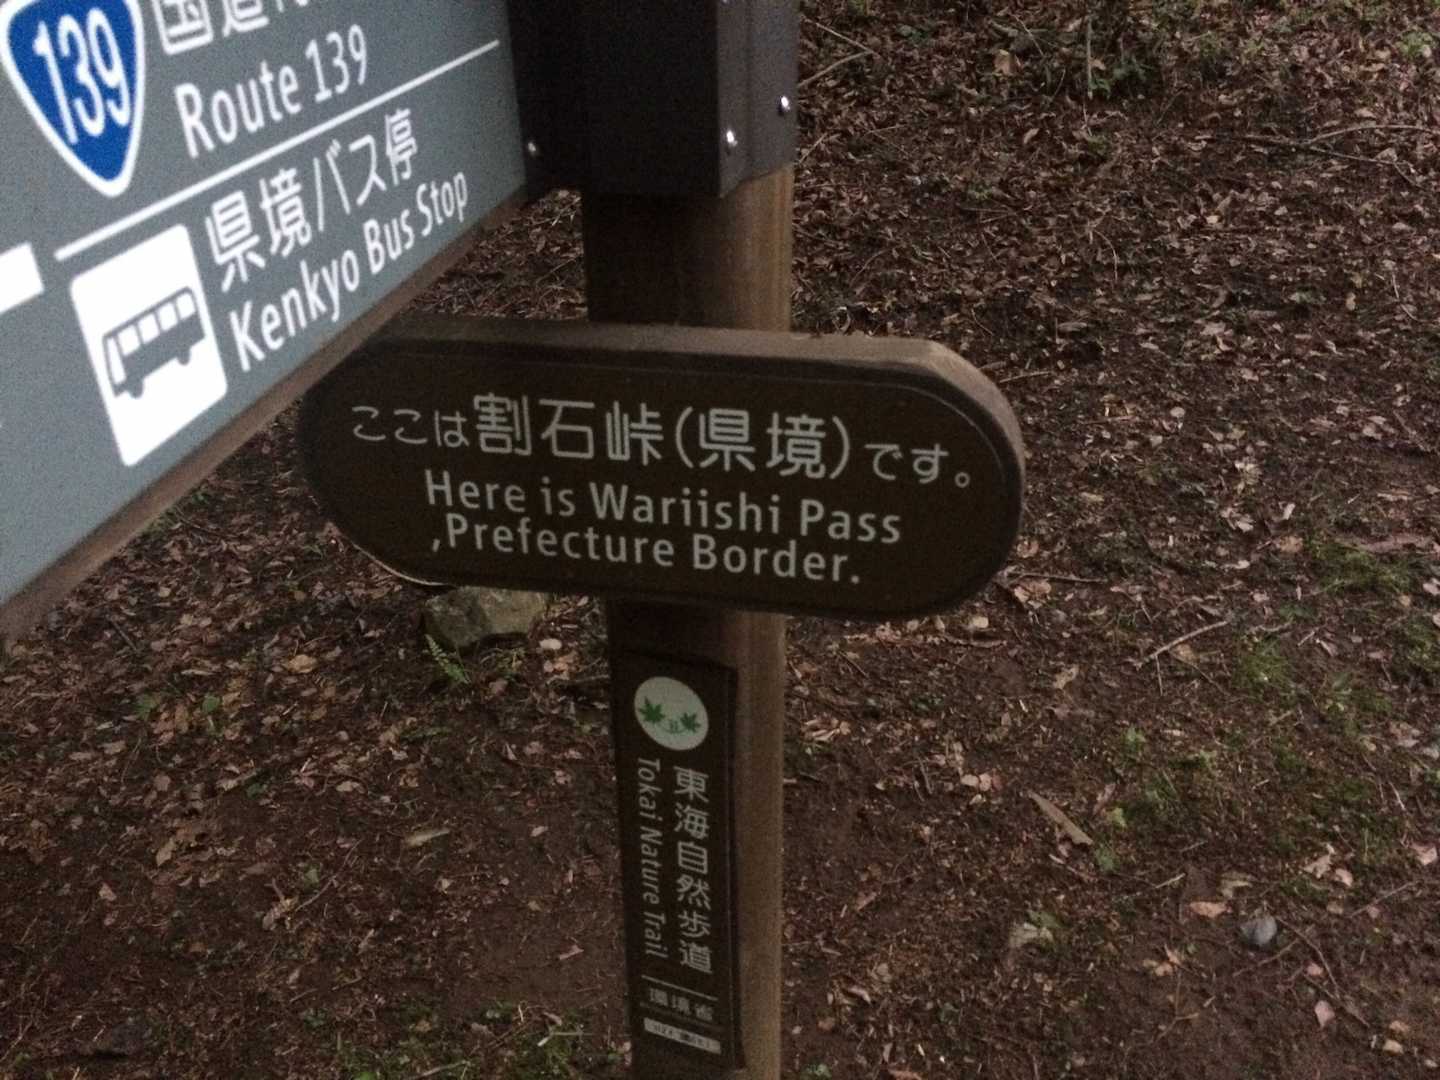 139
国道
Route 139
県境バス停
Kenkyo Bus Stop
ここは割石峠(県境)です。
Here is Wariishi Pass
,Prefecture Border.
東海自然歩道
Tokai Nature Trail
環境省